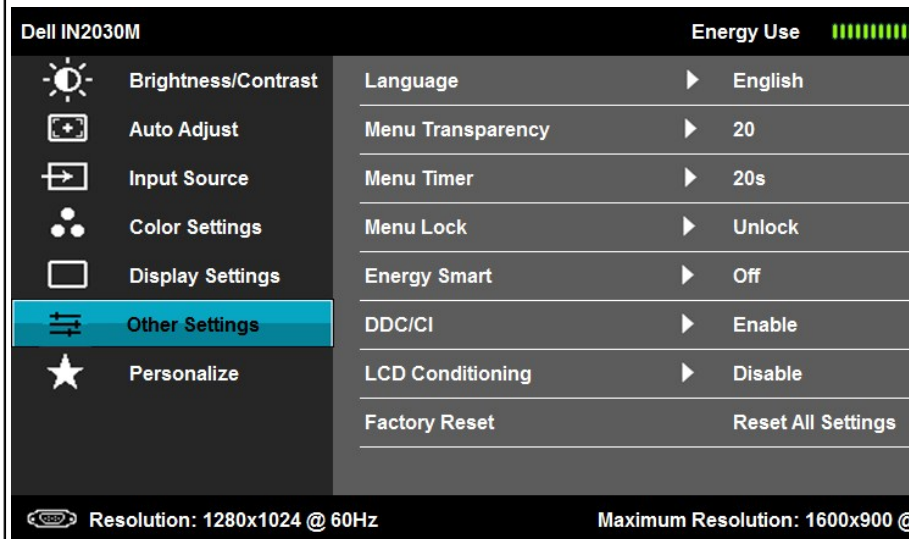 Dell IN2030M Energy Use
Brightness/Contrast Language English
Auto Adjust Menu Transparency 20
Input Source Menu Timer 20s
Color Settings Menu Lock Unlock
Display Settings Energy Smart Off
Other Settings DDC/CI Enable
Personalize LCD Conditioning Disable
Factory Reset Reset All Settings
Resolution: 1280x1024 @ 60Hz Maximum Resolution: 1600x900 @